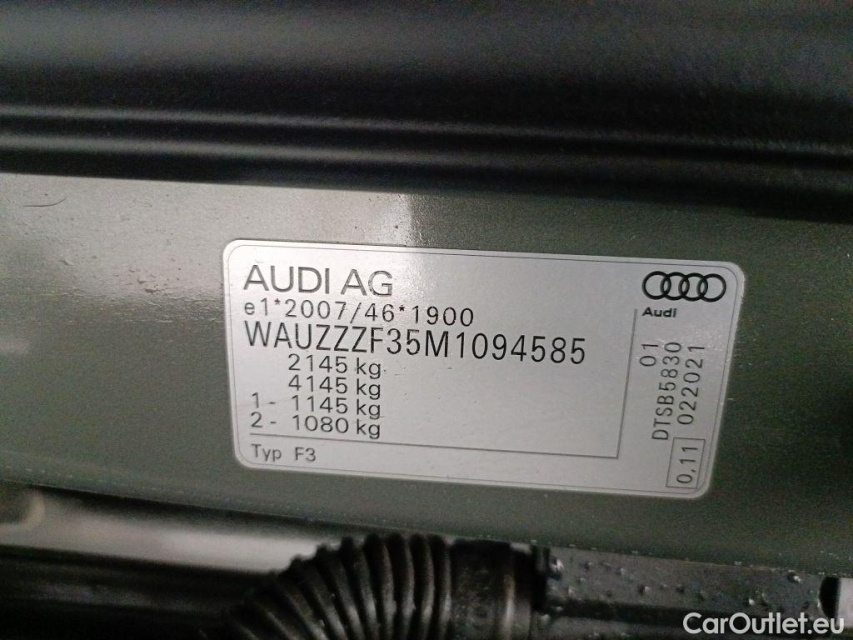 AUDI AG
e1*2007/46*1900
WAUZZZF35M1094585
2145 kg
4145 kg
1 - 1145 kg
2 - 1080 kg
Typ F3
Audi
01
DTSB5830
022021
0,11
CarOutlet.eu